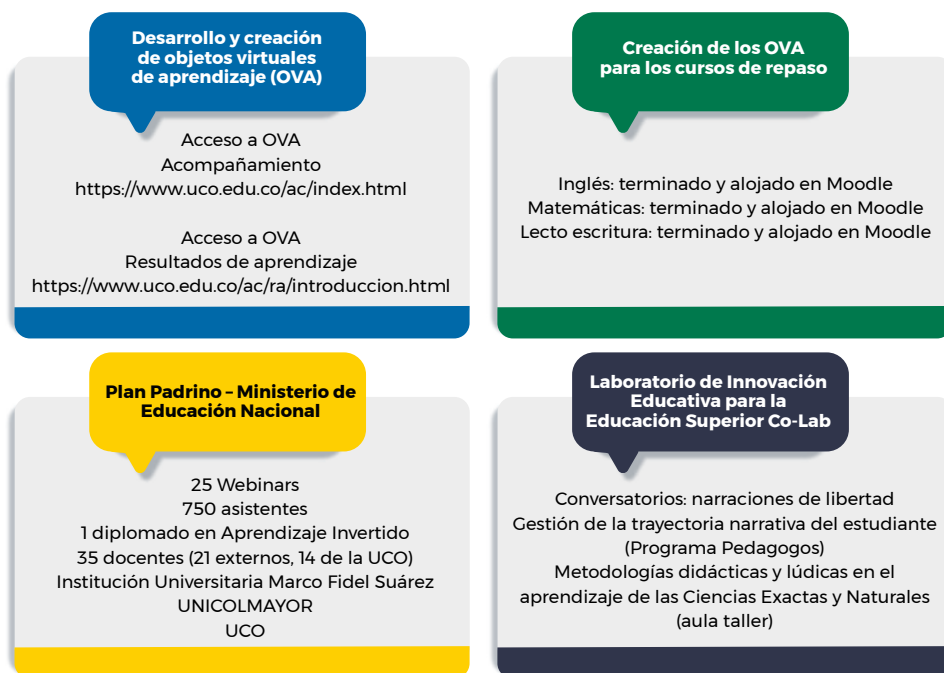 Desarrollo y creación
de objetos virtuales
de aprendizaje (OVA)
Acceso a OVA
Acompañamiento
https://www.uco.edu.co/ac/index.html
Acceso a OVA
Resultados de aprendizaje
https://www.uco.edu.co/ac/ra/introduccion.html
Creación de los OVA
para los cursos de repaso
Inglés: terminado y alojado en Moodle
Matemáticas: terminado y alojado en Moodle
Lecto escritura: terminado y alojado en Moodle
Plan Padrino – Ministerio de
Educación Nacional
25 Webinars
750 asistentes
1 diplomado en Aprendizaje Invertido
35 docentes (21 externos, 14 de la UCO)
Institución Universitaria Marco Fidel Suárez
UNICOLMAYOR
UCO
Laboratorio de Innovación
Educativa para la
Educación Superior Co-Lab
Conversatorios: narraciones de libertad
Gestión de la trayectoria narrativa del estudiante
(Programa Pedagogos)
Metodologías didácticas y lúdicas en el
aprendizaje de las Ciencias Exactas y Naturales
(aula taller)